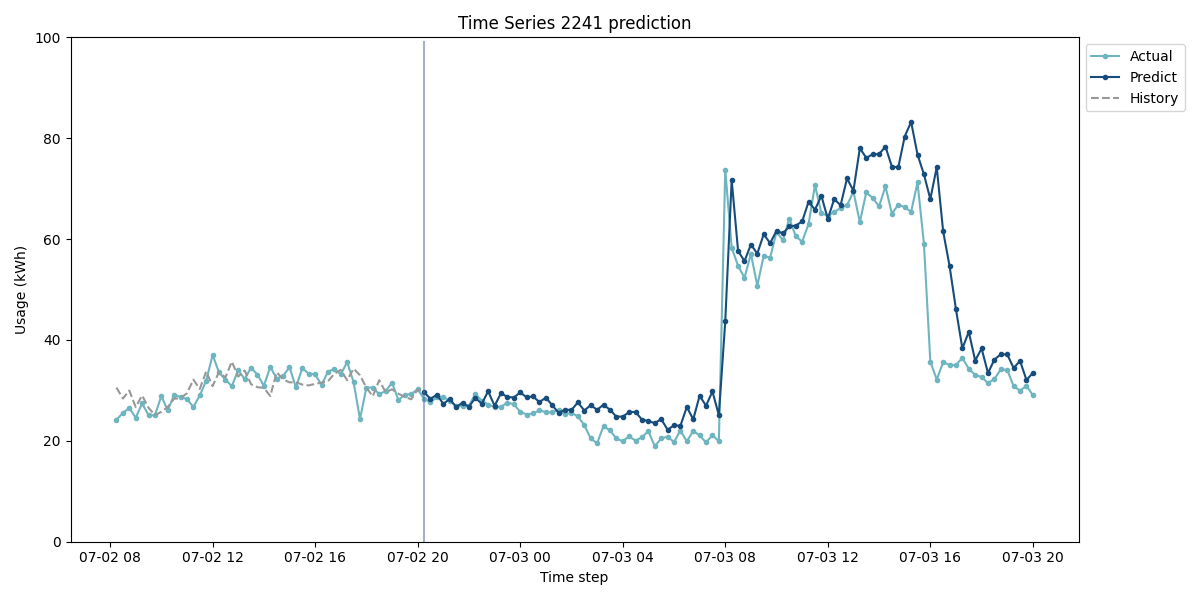 Time Series 2241 prediction
Usage (kWh)
100
80
60
40
20
0
07-02 08
07-02 12
07-02 16
07-02 20
07-03 00
07-03 04
07-03 08
07-03 12
07-03 16
07-03 20
Time step
Actual
Predict
History